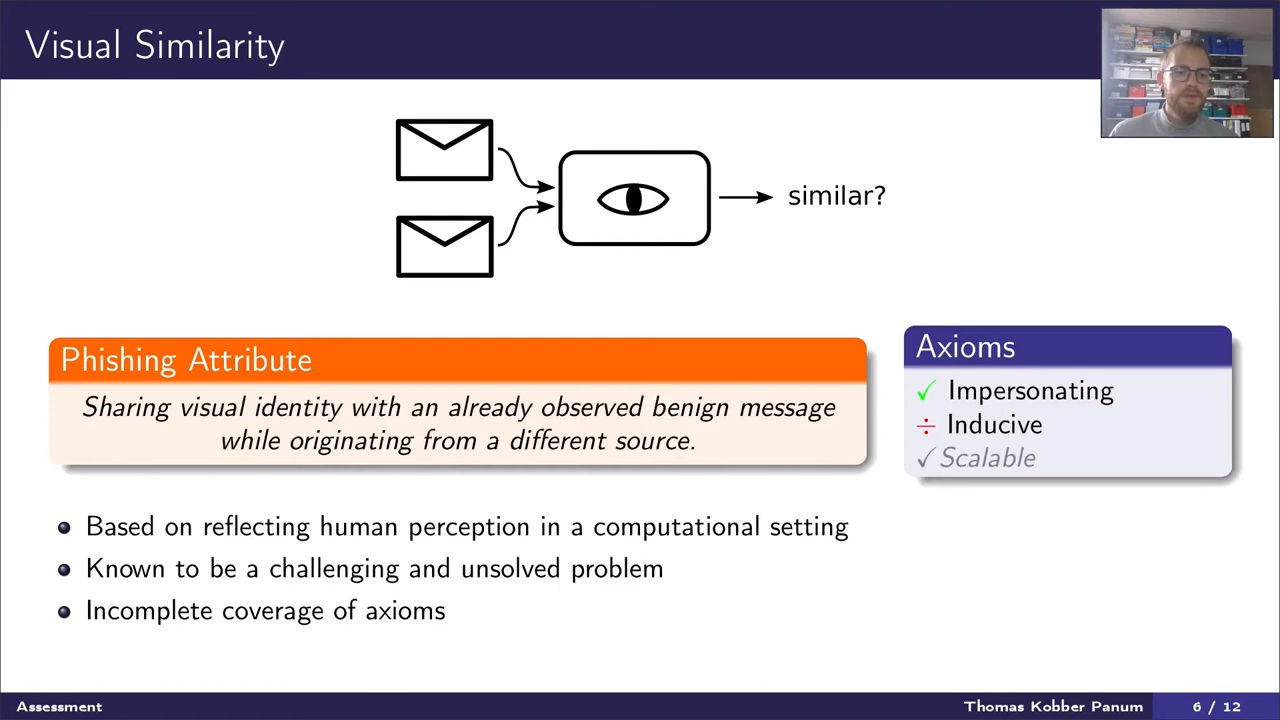 Visual Similarity
similar?
Phishing Attribute
Sharing visual identity with an already observed benign message
while originating from a different source.
Axioms
✓ Impersonating
÷ Inducive
✓ Scalable
Based on reflecting human perception in a computational setting
Known to be a challenging and unsolved problem
Incomplete coverage of axioms
Assessment
Thomas Kobber Panum
6 / 12